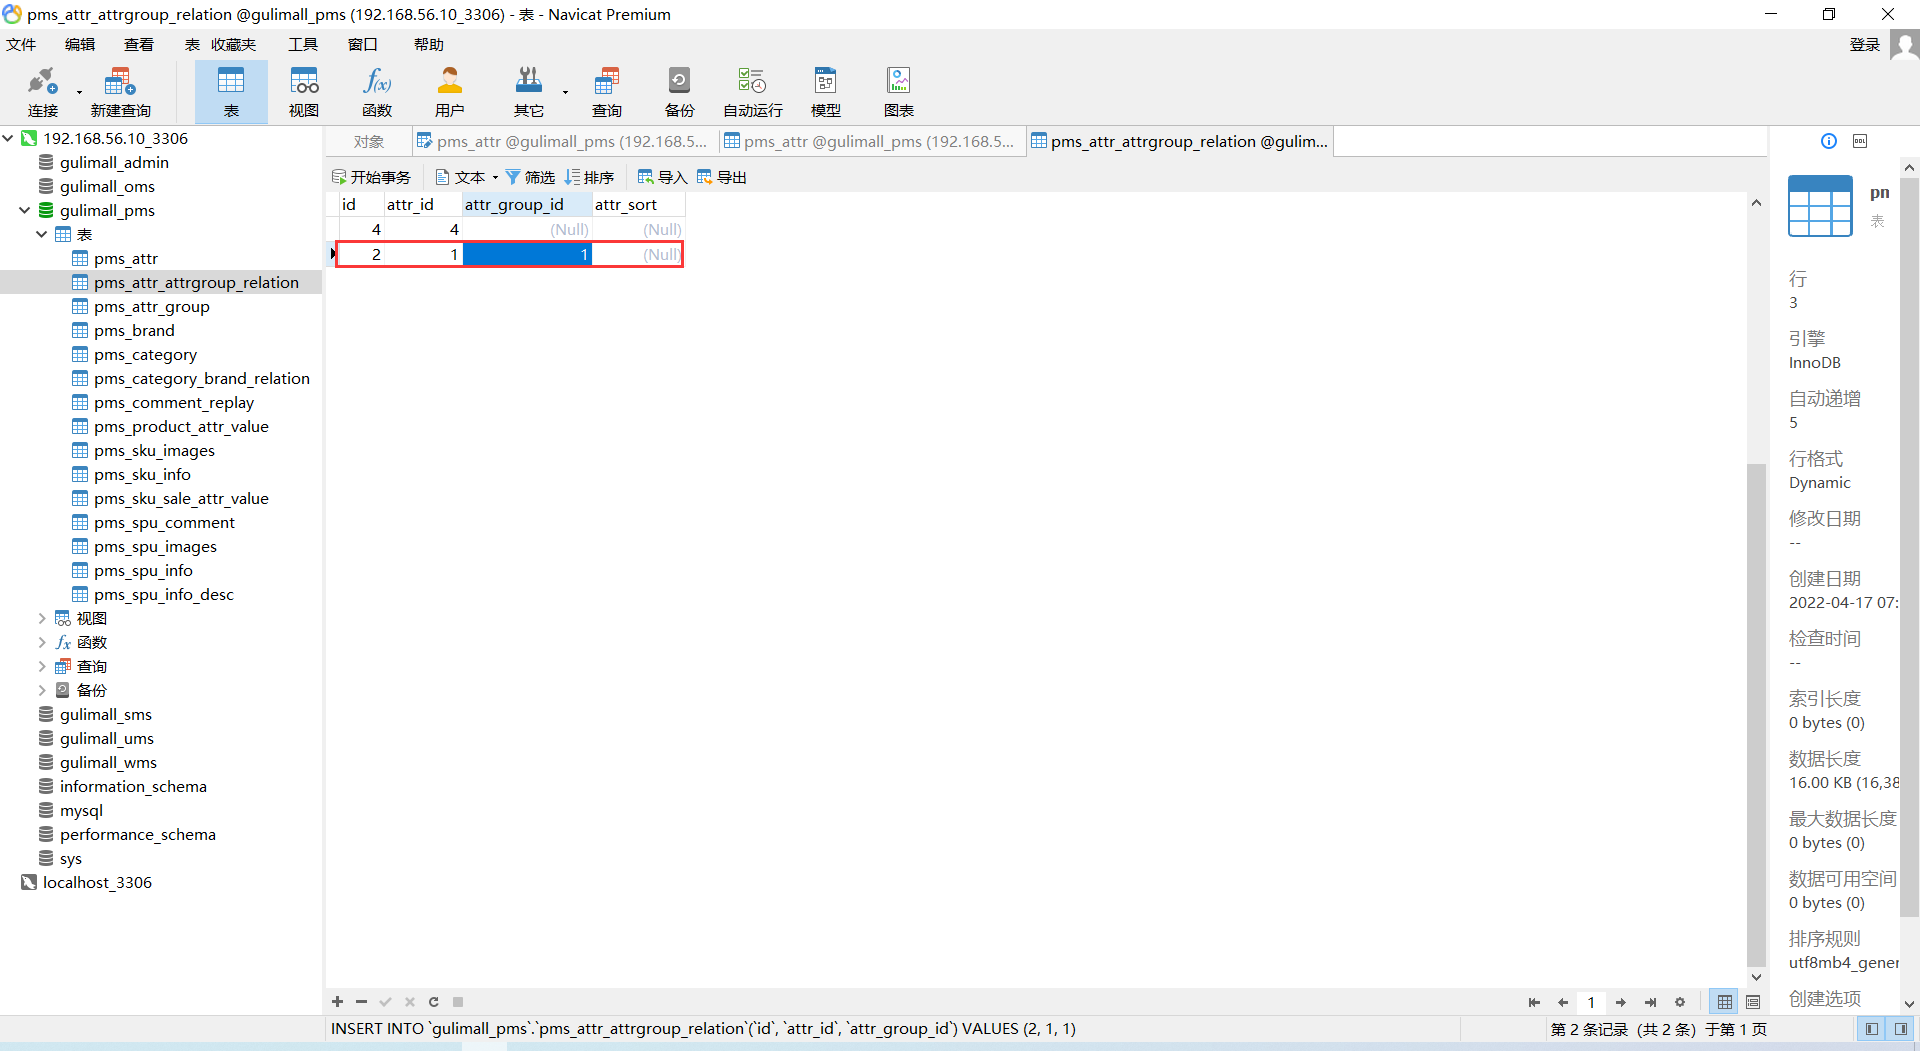 pms_attr_attrgroup_relation @gulimall_pms (192.168.56.10_3306) - 表 - Navicat Premium
文件 编辑 查看 表 收藏夹 工具 窗口 帮助 登录
连接 新建查询 表 视图 函数 用户 其它 查询 备份 自动运行 模型 图表
192.168.56.10_3306
gulimall_admin
gulimall_oms
gulimall_pms
表
pms_attr
pms_attr_attrgroup_relation
pms_attr_group
pms_brand
pms_category
pms_category_brand_relation
pms_comment_replay
pms_product_attr_value
pms_sku_images
pms_sku_info
pms_sku_sale_attr_value
pms_spu_comment
pms_spu_images
pms_spu_info
pms_spu_info_desc
视图
函数
查询
备份
gulimall_sms
gulimall_ums
gulimall_wms
information_schema
mysql
performance_schema
sys
localhost_3306
对象 pms_attr @gulimall_pms (192.168.5... pms_attr @gulimall_pms (192.168.5... pms_attr_attrgroup_relation @gulim...
开始事务 文本 筛选 排序 导入 导出
id attr_id attr_group_id attr_sort
4 4 (Null) (Null)
2 1 1 (Null)
pn
表
行
3
引擎
InnoDB
自动递增
5
行格式
Dynamic
修改日期
--
创建日期
2022-04-17 07:
检查时间
--
索引长度
0 bytes (0)
数据长度
16.00 KB (16,38
最大数据长度
0 bytes (0)
数据可用空间
0 bytes (0)
排序规则
utf8mb4_gener
创建选项
1
INSERT INTO `gulimall_pms`.`pms_attr_attrgroup_relation`(`id`, `attr_id`, `attr_group_id`) VALUES (2, 1, 1)
第 2 条记录 (共 2 条) 于第 1 页